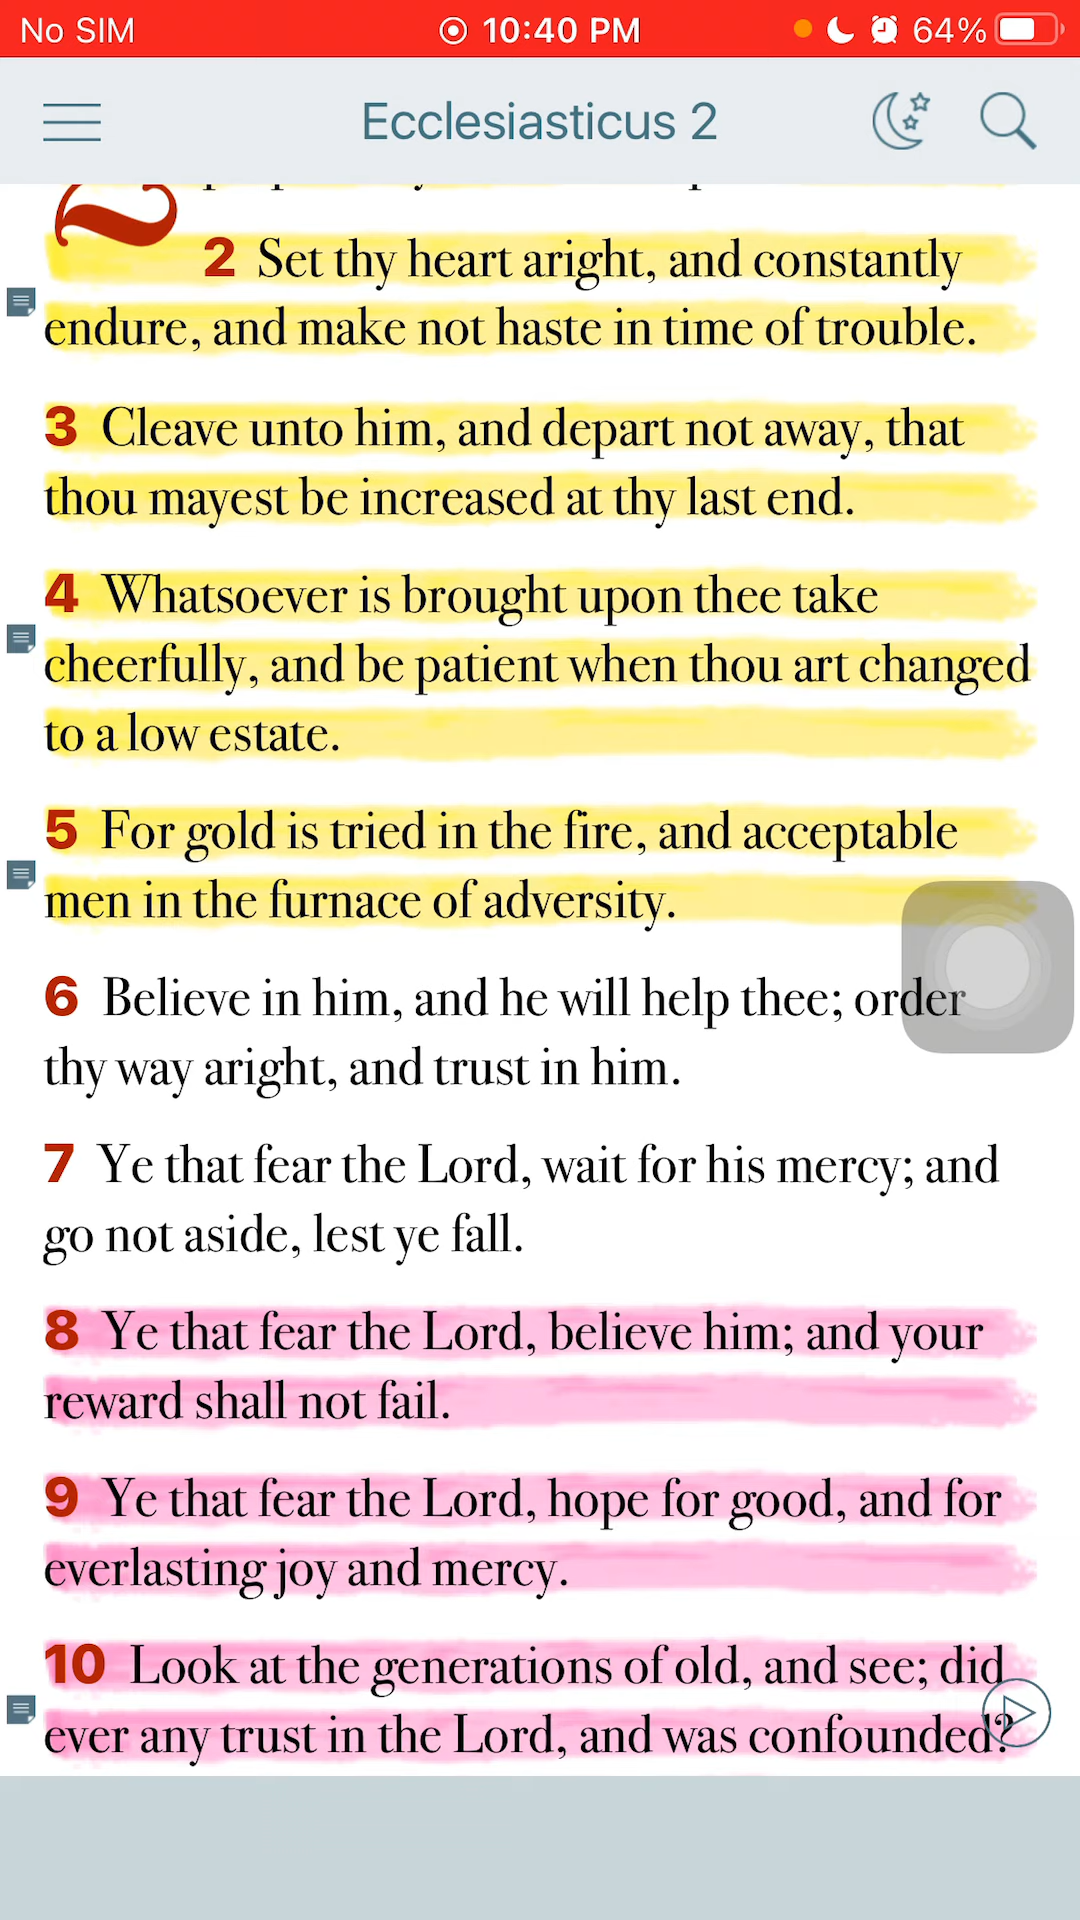 No SIM 10:40 PM 64%
Ecclesiasticus 2
2 Set thy heart aright, and constantly
endure, and make not haste in time of trouble.
3 Cleave unto him, and depart not away, that
thou mayest be increased at thy last end.
4 Whatsoever is brought upon thee take
cheerfully, and be patient when thou art changed
to a low estate.
5 For gold is tried in the fire, and acceptable
men in the furnace of adversity.
6 Believe in him, and he will help thee; order
thy way aright, and trust in him.
7 Ye that fear the Lord, wait for his mercy; and
go not aside, lest ye fall.
8 Ye that fear the Lord, believe him; and your
reward shall not fail.
9 Ye that fear the Lord, hope for good, and for
everlasting joy and mercy.
10 Look at the generations of old, and see; did
ever any trust in the Lord, and was confounded?